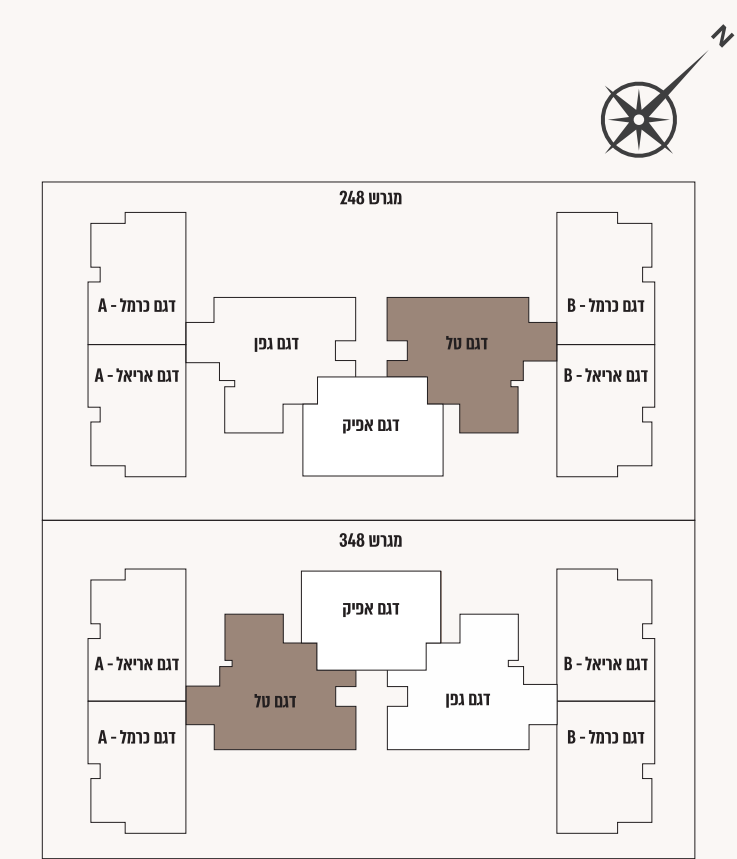 N
מגרש 248
דגם כרמל - A
דגם כרמל - B
דגם גפן
דגם טל
דגם אריאל - A
דגם אריאל - B
דגם אפיק
מגרש 348
דגם אפיק
דגם אריאל - A
דגם אריאל - B
דגם טל
דגם גפן
דגם כרמל - A
דגם כרמל - B